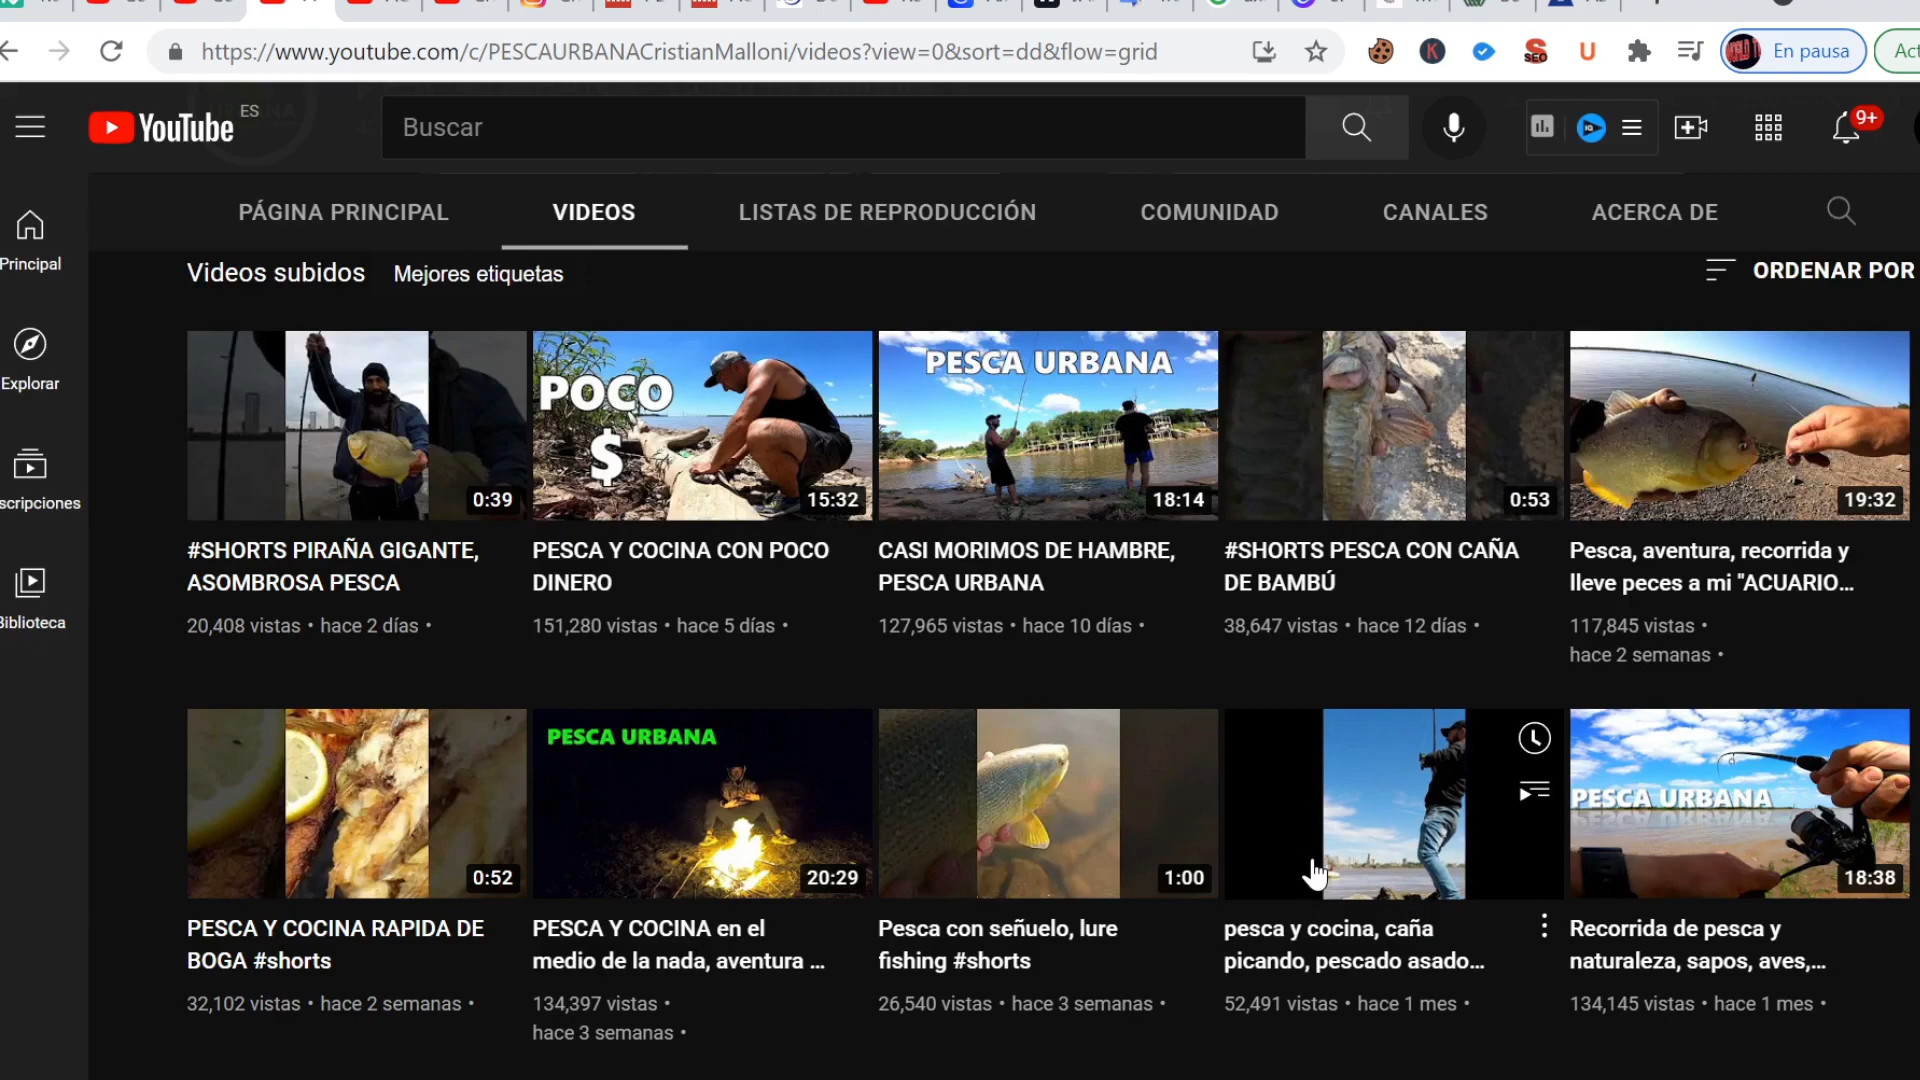 https://www.youtube.com/c/PESCAURBANACristianMalloni/videos?view=0&sort=dd&flow=grid
K
SEO
U
En pausa
Act
YouTube ES
Buscar
9+
PÁGINA PRINCIPAL
VIDEOS
LISTAS DE REPRODUCCIÓN
COMUNIDAD
CANALES
ACERCA DE
Principal
Explorar
scripciones
Biblioteca
Videos subidos
Mejores etiquetas
ORDENAR POR
0:39
POCO
$
15:32
PESCA URBANA
18:14
0:53
19:32
#SHORTS PIRAÑA GIGANTE,
ASOMBROSA PESCA
20,408 vistas • hace 2 días •
PESCA Y COCINA CON POCO
DINERO
151,280 vistas • hace 5 días •
CASI MORIMOS DE HAMBRE,
PESCA URBANA
127,965 vistas • hace 10 días •
#SHORTS PESCA CON CAÑA
DE BAMBÚ
38,647 vistas • hace 12 días •
Pesca, aventura, recorrida y
lleve peces a mi "ACUARIO...
117,845 vistas •
hace 2 semanas •
0:52
PESCA URBANA
20:29
1:00
PESCA URBANA
18:38
PESCA Y COCINA RAPIDA DE
BOGA #shorts
32,102 vistas • hace 2 semanas •
PESCA Y COCINA en el
medio de la nada, aventura ...
134,397 vistas •
hace 3 semanas •
Pesca con señuelo, lure
fishing #shorts
26,540 vistas • hace 3 semanas •
pesca y cocina, caña
picando, pescado asado...
52,491 vistas • hace 1 mes •
Recorrida de pesca y
naturaleza, sapos, aves,...
134,145 vistas • hace 1 mes •